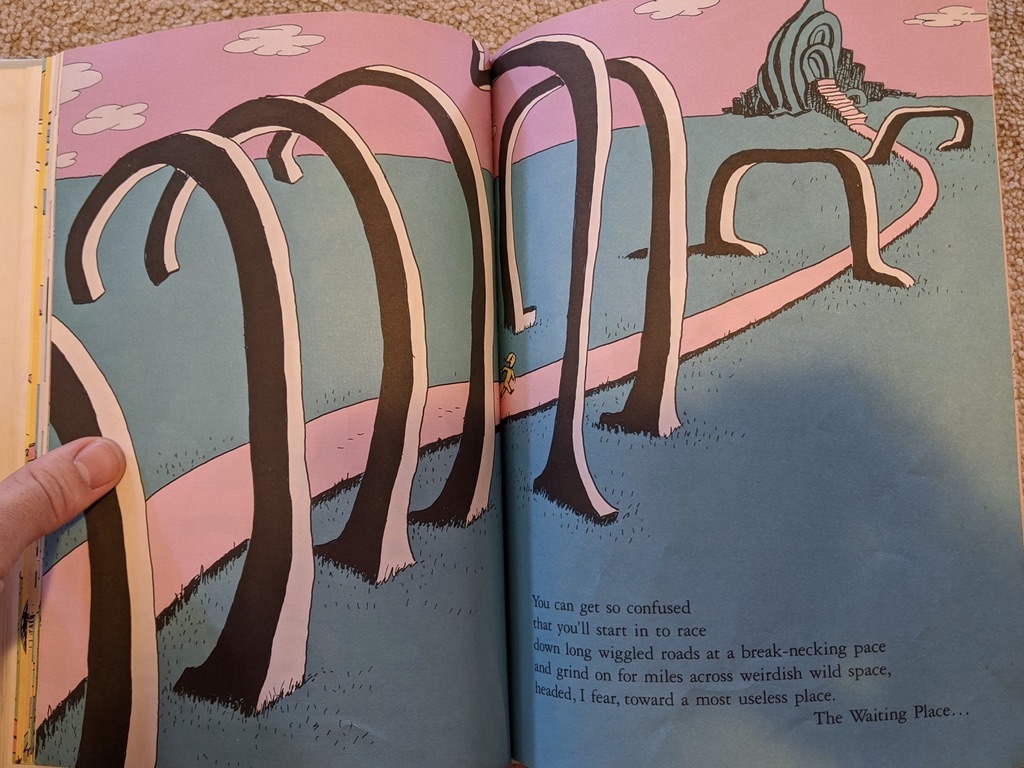 You can get so confused
that you'll start in to race
down long wiggled roads at a break-necking pace
and grind on for miles across weirdish wild space,
headed, I fear, toward a most useless place.
The Waiting Place...